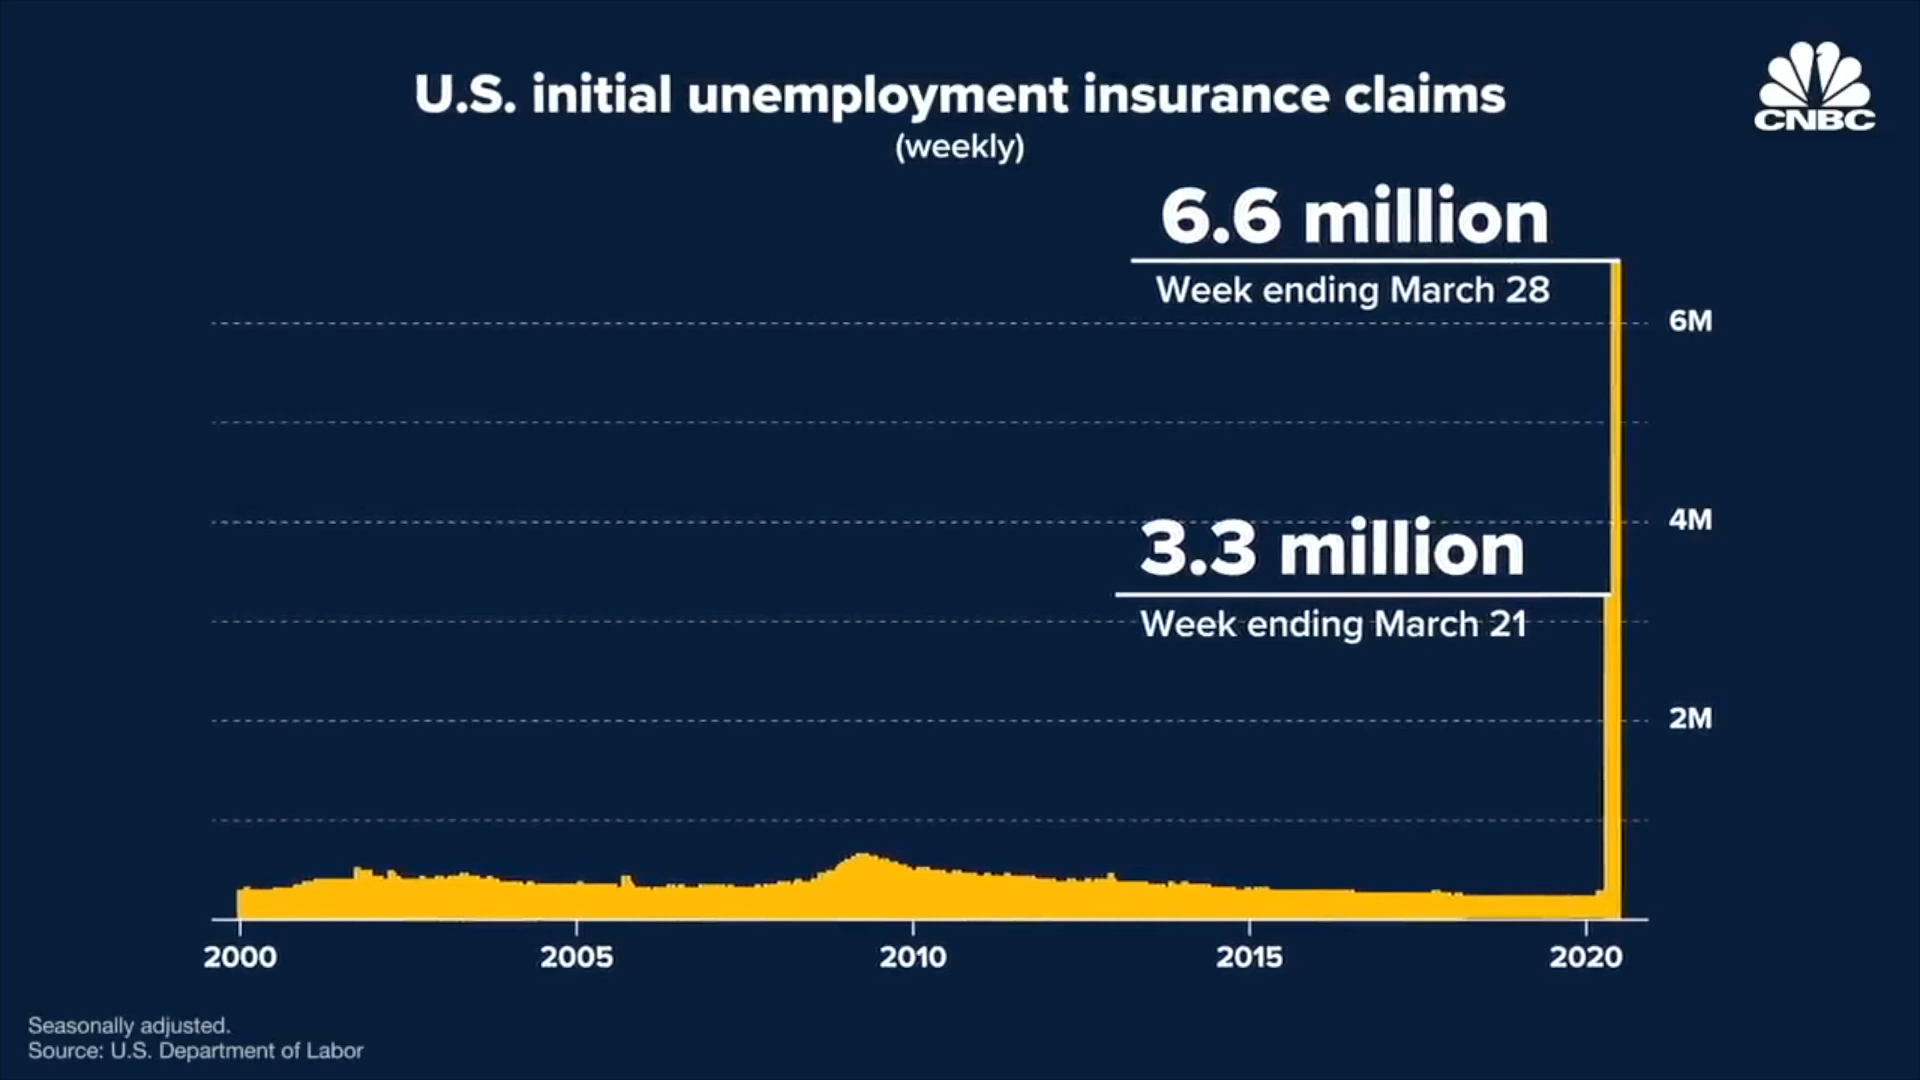 U.S. initial unemployment insurance claims
(weekly)
CNBC
6.6 million
Week ending March 28
6M
4M
3.3 million
Week ending March 21
2M
2000
2005
2010
2015
2020
Seasonally adjusted.
Source: U.S. Department of Labor